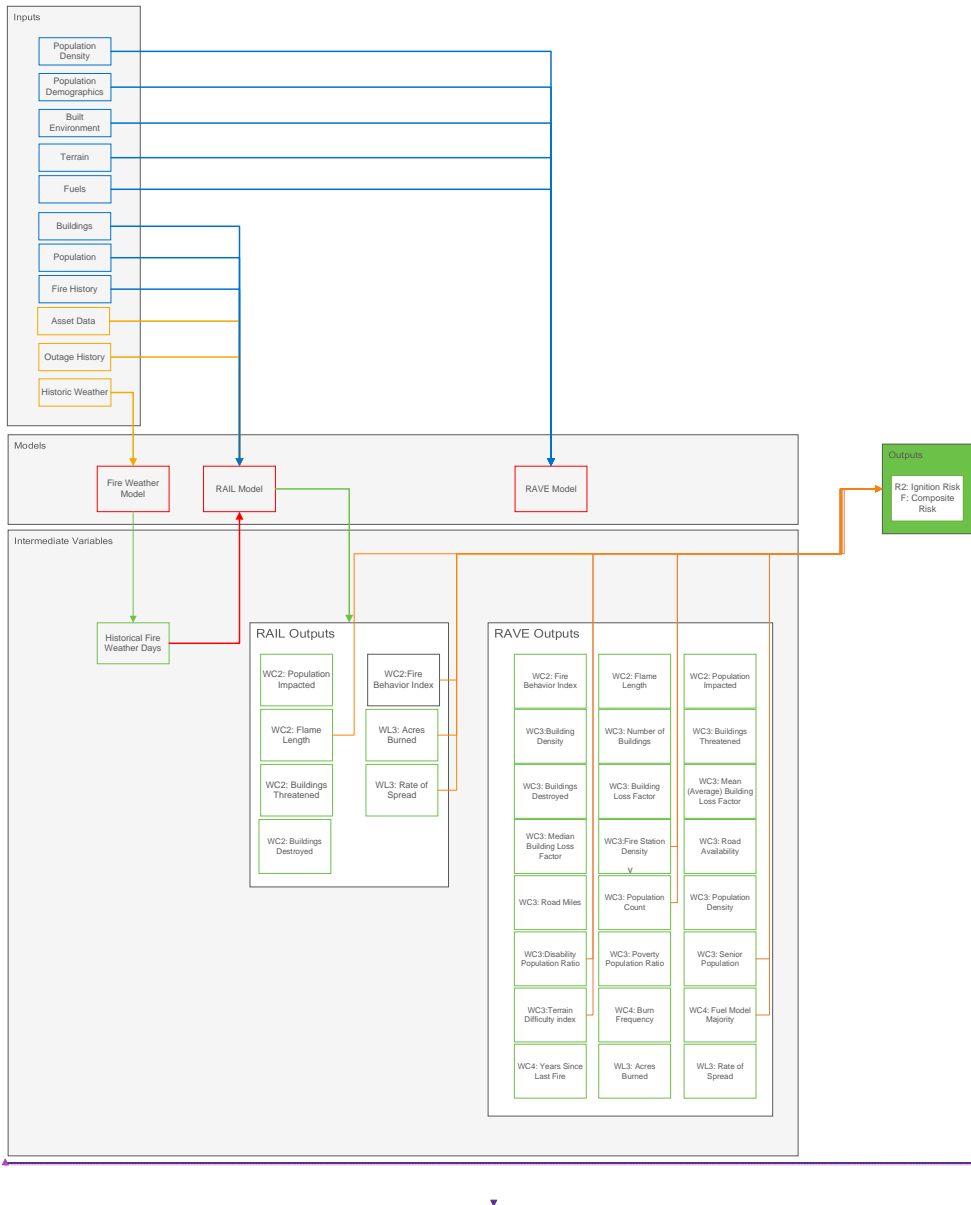 Inputs
Population
Density
Population
Demographics
Built
Environment
Terrain
Fuels
Buildings
Population
Fire History
Asset Data
Outage History
Historic Weather
Models
Fire Weather
Model
RAIL Model
RAVE Model
Outputs
R2: Ignition Risk
F: Composite
Risk
Intermediate Variables
Historical Fire
Weather Days
RAIL Outputs
WC2: Population
Impacted
WC2:Fire
Behavior Index
WC2: Flame
Length
WL3: Acres
Burned
WC2: Buildings
Threatened
WL3: Rate of
Spread
WC2: Buildings
Destroyed
RAVE Outputs
WC2: Fire
Behavior Index
WC2: Flame
Length
WC2: Population
Impacted
WC3:Building
Density
WC3: Number of
Buildings
WC3: Buildings
Threatened
WC3: Buildings
Destroyed
WC3: Building
Loss Factor
WC3: Mean
(Average) Building
Loss Factor
WC3: Median
Building Loss
Factor
WC3:Fire Station
Density
v
WC3: Road
Availability
WC3: Road Miles
WC3: Population
Count
WC3: Population
Density
WC3:Disability
Population Ratio
WC3: Poverty
Population Ratio
WC3: Senior
Population
WC3:Terrain
Difficulty index
WC4: Burn
Frequency
WC4: Fuel Model
Majority
WC4: Years Since
Last Fire
WL3: Acres
Burned
WL3: Rate of
Spread